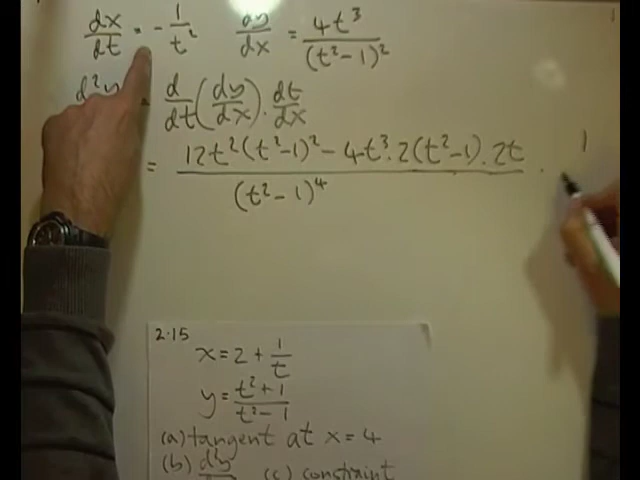 dx/dt = -1/t² dy/dx = 4t³/(t²-1)²
d²y = d/dt(dy/dx)·dt/dx
= 12t²(t²-1)² - 4t³·2(t²-1)·2t/(t²-1)⁴ · 1
2.15
x = 2 + 1/t
y = t²+1/t²-1
(a) tangent at x = 4
(b) d²y (c) constraint